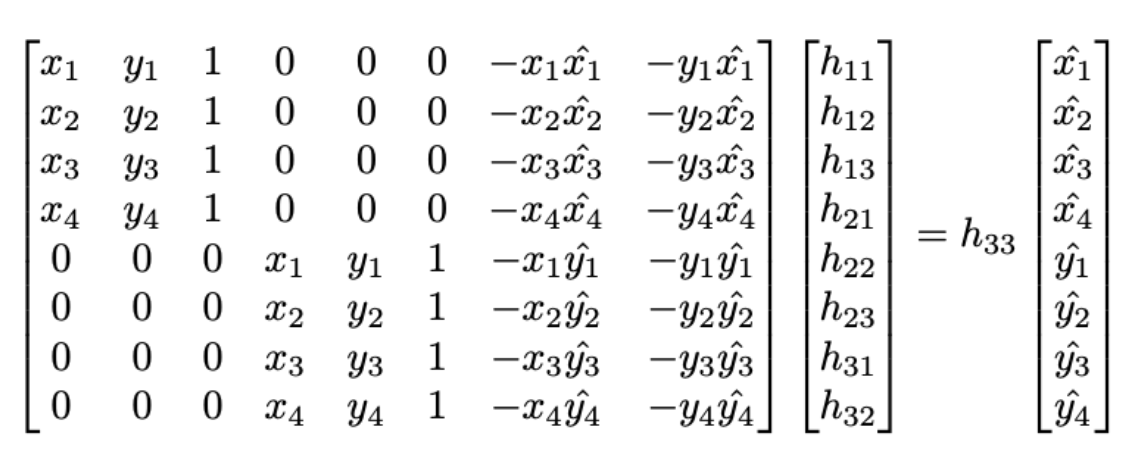 x₁ y₁ 1 0 0 0 −x₁x̂₁ −y₁x̂₁ h₁₁ x̂₁
x₂ y₂ 1 0 0 0 −x₂x̂₂ −y₂x̂₂ h₁₂ x̂₂
x₃ y₃ 1 0 0 0 −x₃x̂₃ −y₃x̂₃ h₁₃ x̂₃
x₄ y₄ 1 0 0 0 −x₄x̂₄ −y₄x̂₄ h₂₁ = h₃₃ x̂₄
0 0 0 x₁ y₁ 1 −x₁ŷ₁ −y₁ŷ₁ h₂₂ ŷ₁
0 0 0 x₂ y₂ 1 −x₂ŷ₂ −y₂ŷ₂ h₂₃ ŷ₂
0 0 0 x₃ y₃ 1 −x₃ŷ₃ −y₃ŷ₃ h₃₁ ŷ₃
0 0 0 x₄ y₄ 1 −x₄ŷ₄ −y₄ŷ₄ h₃₂ ŷ₄